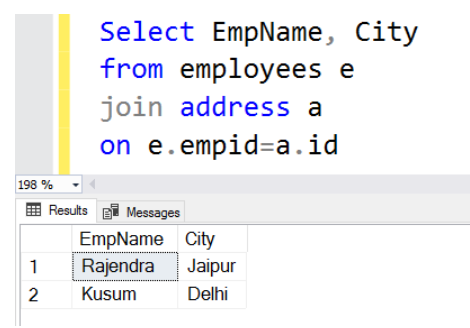 Select EmpName, City
from employees e
join address a
on e.empid=a.id
198 %
Results Messages
EmpName City
1 Rajendra Jaipur
2 Kusum Delhi